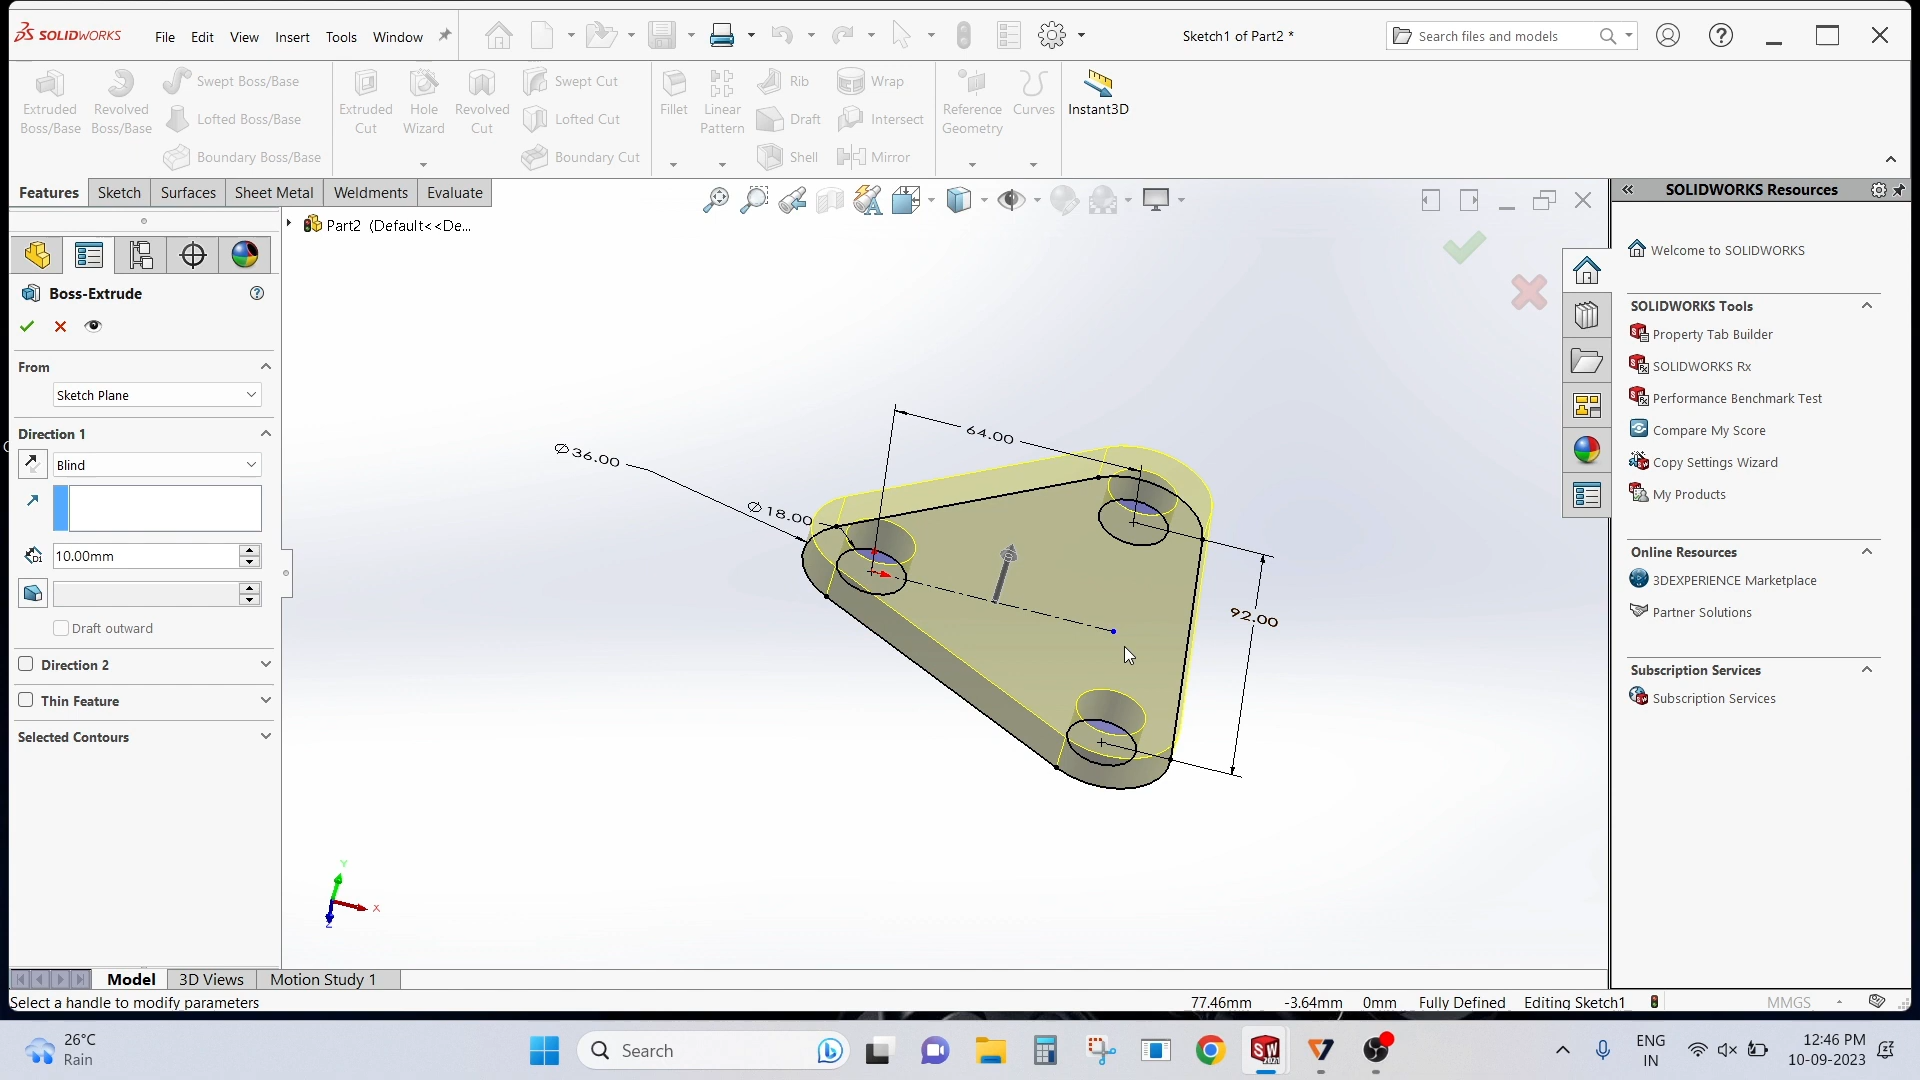 SOLIDWORKS File Edit View Insert Tools Window Sketch1 of Part2 * Search files and models
Extruded Boss/Base Revolved Boss/Base Swept Boss/Base Lofted Boss/Base Boundary Boss/Base
Extruded Cut Hole Wizard Revolved Cut Swept Cut Lofted Cut Boundary Cut
Fillet Linear Pattern Rib Draft Shell Wrap Intersect Mirror
Reference Geometry Curves Instant3D
Features Sketch Surfaces Sheet Metal Weldments Evaluate
Part2 (Default<<De...
Boss-Extrude
From
Sketch Plane
Direction 1
Blind
D1
10.00mm
Draft outward
Direction 2
Thin Feature
Selected Contours
Ø36.00
Ø18.00
64.00
92.00
Y
X
Z
SOLIDWORKS Resources
Welcome to SOLIDWORKS
SOLIDWORKS Tools
Property Tab Builder
SOLIDWORKS Rx
Performance Benchmark Test
Compare My Score
Copy Settings Wizard
My Products
Online Resources
3DEXPERIENCE Marketplace
Partner Solutions
Subscription Services
Subscription Services
Model 3D Views Motion Study 1
Select a handle to modify parameters 77.46mm -3.64mm 0mm Fully Defined Editing Sketch1 MMGS
26°C
Rain
Search
SW
2021
ENG
IN
12:46 PM
10-09-2023